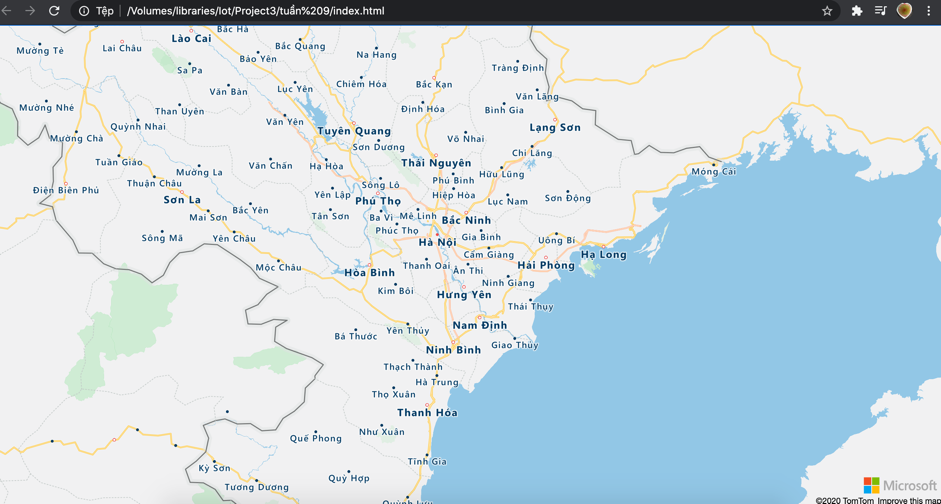 Tệp
/Volumes/libraries/Iot/Project3/tuần%209/index.html
Bắc Hà
Lào Cai
Mường Tè
Lai Châu
Bắc Quang
Na Hang
Bảo Yên
Sa Pa
Tràng Định
Chiêm Hóa
Bắc Kạn
Lục Yên
Văn Bàn
Văn Lãng
Mường Nhé
Than Uyên
Định Hóa
Bình Gia
Văn Yên
Quỳnh Nhai
Tuyên Quang
Lạng Sơn
Mường Chà
Võ Nhai
Sơn Dương
Chi Lăng
Tuần Giáo
Văn Chấn
Hạ Hòa
Thái Nguyên
Mường La
Hữu Lũng
Móng Cái
Phú Bình
Thuận Châu
Sông Lô
Điện Biên Phủ
Yên Lập
Hiệp Hòa
Sơn Động
Sơn La
Phú Thọ
Lục Nam
Bắc Yên
Tân Sơn
Ba Vì
Mê Linh
Mai Sơn
Bắc Ninh
Phúc Thọ
Sông Mã
Yên Châu
Gia Bình
Uông Bí
Hà Nội
Cẩm Giàng
Hạ Long
Mộc Châu
Thanh Oai
Hải Phòng
Hòa Bình
Ân Thi
Ninh Giang
Kim Bôi
Hưng Yên
Thái Thụy
Nam Định
Yên Thủy
Bá Thước
Giao Thủy
Ninh Bình
Thạch Thành
Hà Trung
Thọ Xuân
Thanh Hóa
Như Xuân
Quế Phong
Tĩnh Gia
Kỳ Sơn
Quỳ Hợp
Tương Dương
Quỳnh Lưu
Microsoft
©2020 TomTom Improve this map